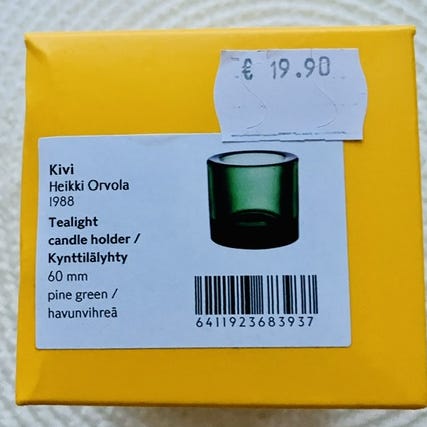 € 19.90
Kivi
Heikki Orvola
1988
Tealight
candle holder /
Kynttilälyhty
60 mm
pine green /
havunvihreä
6411923683937